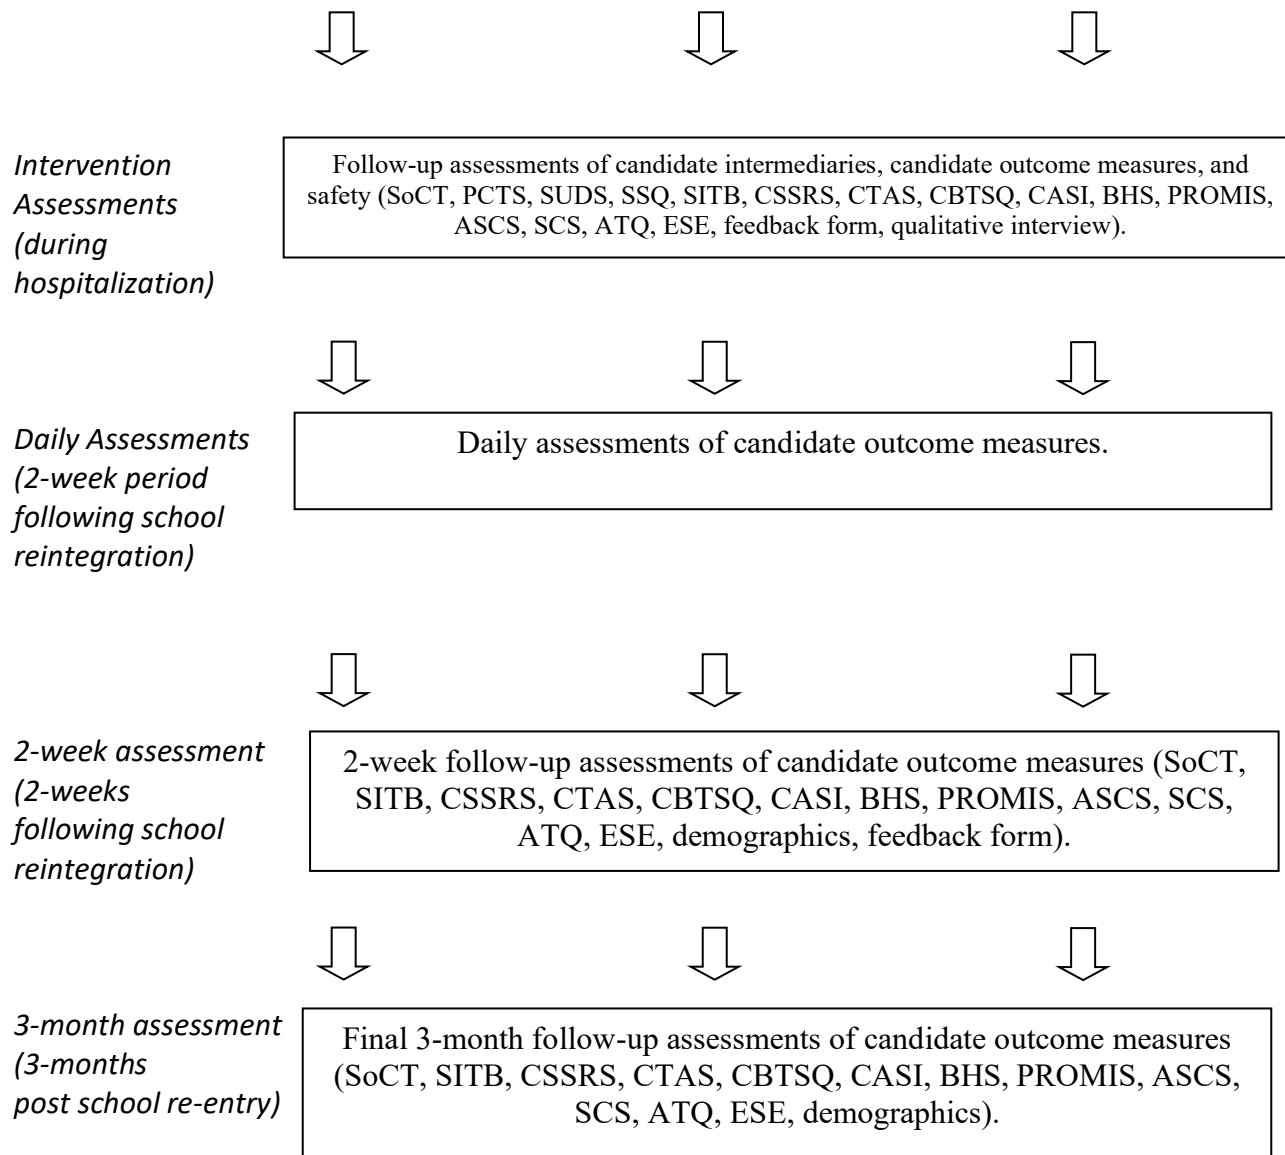 Intervention
Assessments
(during
hospitalization)
Follow-up assessments of candidate intermediaries, candidate outcome measures, and
safety (SoCT, PCTS, SUDS, SSQ, SITB, CSSRS, CTAS, CBTSQ, CASI, BHS, PROMIS,
ASCS, SCS, ATQ, ESE, feedback form, qualitative interview).
Daily Assessments
(2-week period
following school
reintegration)
Daily assessments of candidate outcome measures.
2-week assessment
(2-weeks
following school
reintegration)
2-week follow-up assessments of candidate outcome measures (SoCT,
SITB, CSSRS, CTAS, CBTSQ, CASI, BHS, PROMIS, ASCS, SCS,
ATQ, ESE, demographics, feedback form).
3-month assessment
(3-months
post school re-entry)
Final 3-month follow-up assessments of candidate outcome measures
(SoCT, SITB, CSSRS, CTAS, CBTSQ, CASI, BHS, PROMIS, ASCS,
SCS, ATQ, ESE, demographics).